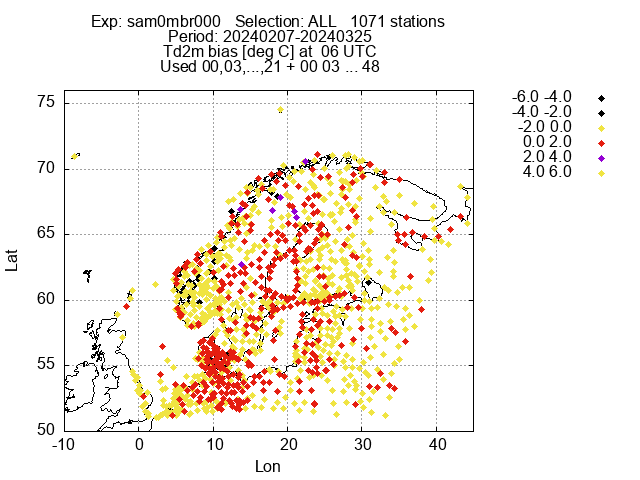 Exp: sam0mbr000   Selection: ALL   1071 stations
Period: 20240207-20240325
Td2m bias [deg C] at  06 UTC
Used 00,03,...,21 + 00 03 ... 48
-6.0 -4.0
-4.0 -2.0
-2.0 0.0
0.0 2.0
2.0 4.0
4.0 6.0
75
70
65
60
55
50
Lat
-10 0 10 20 30 40
Lon